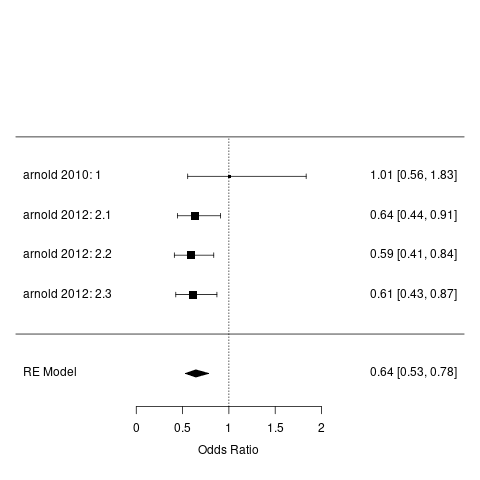 arnold 2010: 1 1.01 [0.56, 1.83]
arnold 2012: 2.1 0.64 [0.44, 0.91]
arnold 2012: 2.2 0.59 [0.41, 0.84]
arnold 2012: 2.3 0.61 [0.43, 0.87]
RE Model 0.64 [0.53, 0.78]
0 0.5 1 1.5 2
Odds Ratio